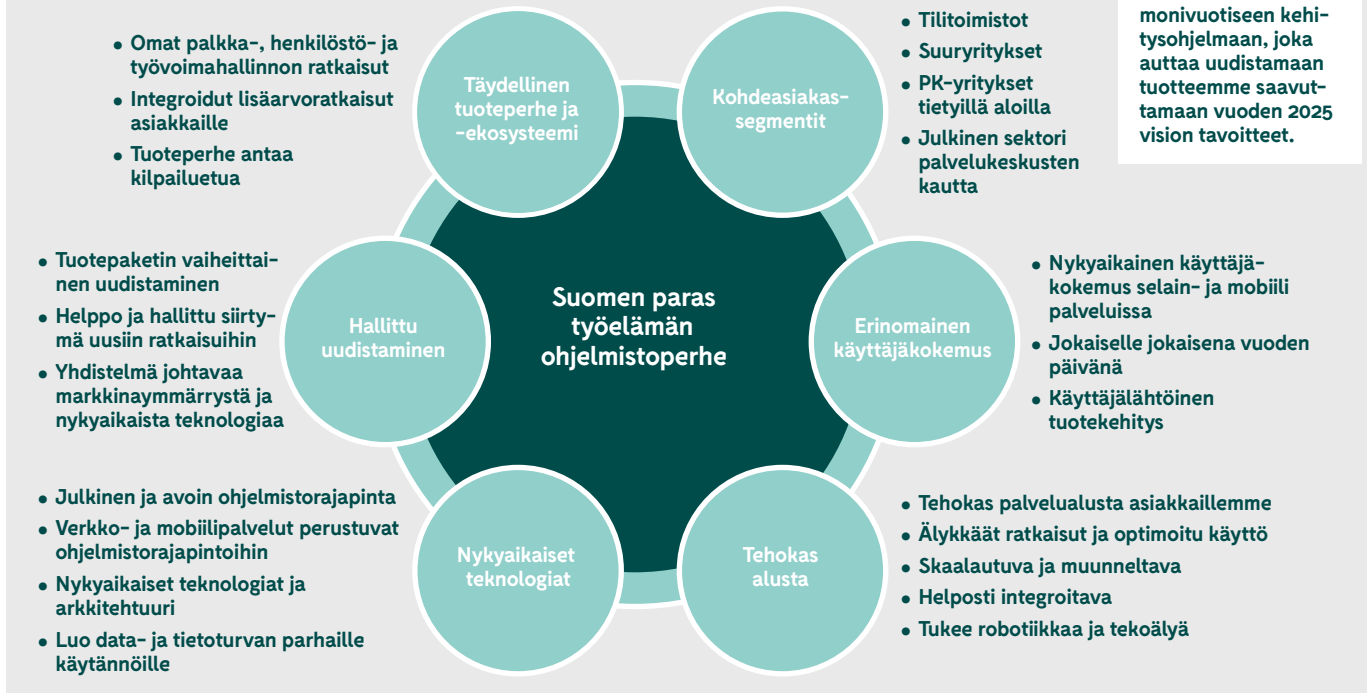 • Omat palkka-, henkilöstö- ja
työvoimahallinnon ratkaisut
• Integroidut lisäarvoratkaisut
asiakkaille
• Tuoteperhe antaa
kilpailuetua
Täydellinen
tuoteperhe ja
-ekosysteemi
Kohdeasiakas-
segmentit
• Tilitoimistot
• Suuryritykset
• PK-yritykset
tietyillä aloilla
• Julkinen sektori
palvelukeskusten
kautta
monivuotiseen kehi-
tysohjelmaan, joka
auttaa uudistamaan
tuotteemme saavut-
tamaan vuoden 2025
vision tavoitteet.
• Tuotepaketin vaiheittai-
nen uudistaminen
• Helppo ja hallittu siirty-
mä uusiin ratkaisuihin
• Yhdistelmä johtavaa
markkinaymmärrystä ja
nykyaikaista teknologiaa
Hallittu
uudistaminen
Suomen paras
työelämän
ohjelmistoperhe
Erinomainen
käyttäjäkokemus
• Nykyaikainen käyttäjä-
kokemus selain- ja mobiili
palveluissa
• Jokaiselle jokaisena vuoden
päivänä
• Käyttäjälähtöinen
tuotekehitys
• Julkinen ja avoin ohjelmistorajapinta
• Verkko- ja mobiilipalvelut perustuvat
ohjelmistorajapintoihin
• Nykyaikaiset teknologiat ja
arkkitehtuuri
• Luo data- ja tietoturvan parhaille
käytännöille
Nykyaikaiset
teknologiat
Tehokas
alusta
• Tehokas palvelualusta asiakkaillemme
• Älykkäät ratkaisut ja optimoitu käyttö
• Skaalautuva ja muunneltava
• Helposti integroitava
• Tukee robotiikkaa ja tekoälyä